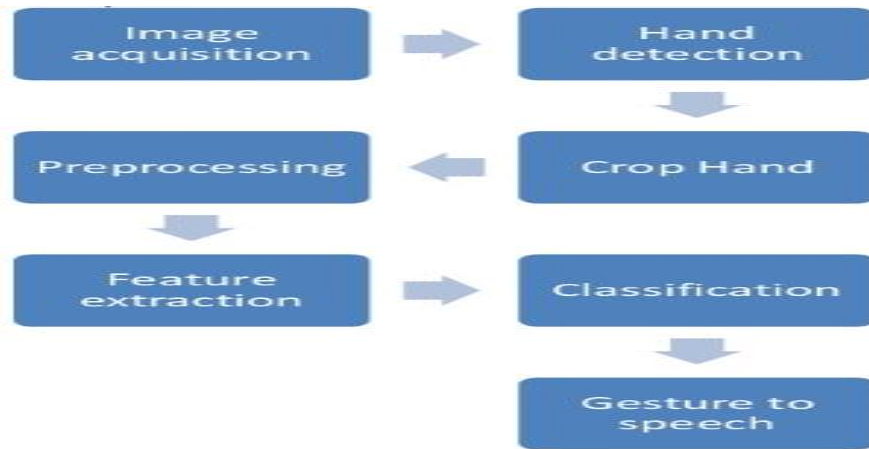 Image
acquisition
Hand
detection
Crop Hand
Preprocessing
Feature
extraction
Classification
Gesture to
speech